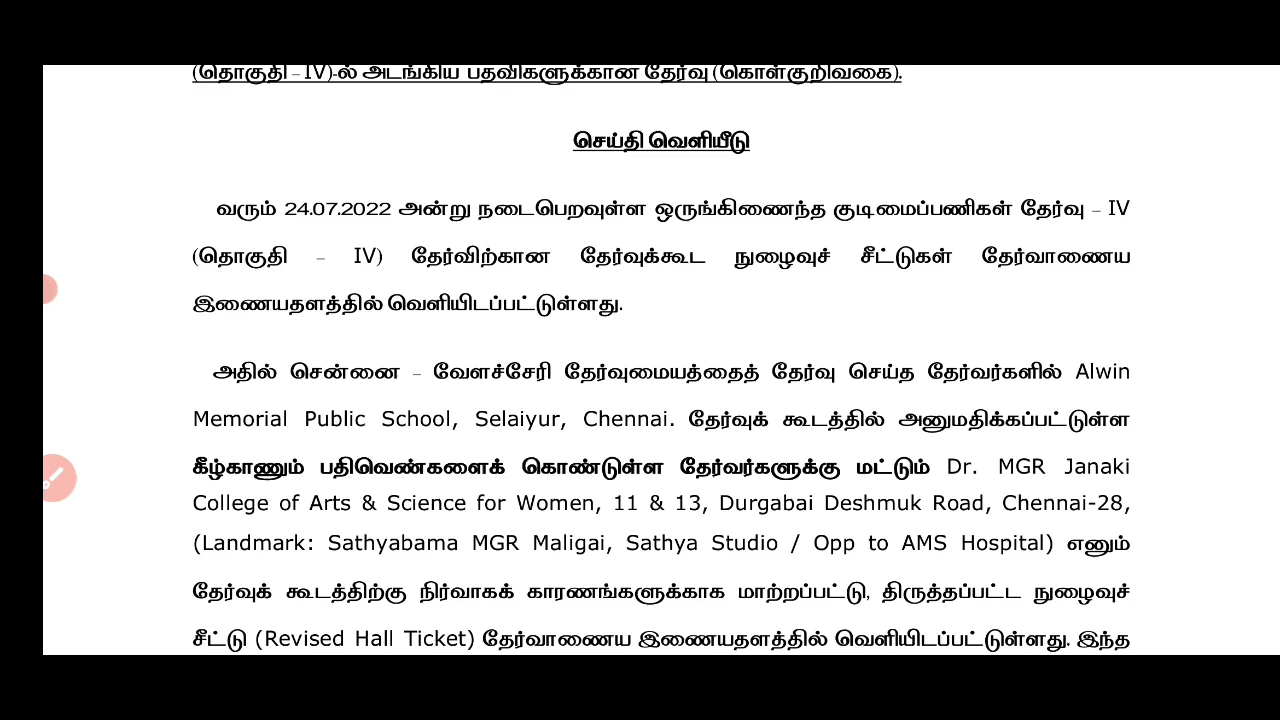 (தொகுதி – IV)-ல் அடங்கிய பதவிகளுக்கான தேர்வு (கொள்குறிவகை).
செய்தி வெளியீடு
வரும் 24.07.2022 அன்று நடைபெறவுள்ள ஒருங்கிணைந்த குடிமைப்பணிகள் தேர்வு – IV
(தொகுதி – IV) தேர்விற்கான தேர்வுக்கூட நுழைவுச் சீட்டுகள் தேர்வாணைய
இணையதளத்தில் வெளியிடப்பட்டுள்ளது.
அதில் சென்னை – வேளச்சேரி தேர்வுமையத்தைத் தேர்வு செய்த தேர்வர்களில் Alwin
Memorial Public School, Selaiyur, Chennai. தேர்வுக் கூடத்தில் அனுமதிக்கப்பட்டுள்ள
கீழ்காணும் பதிவெண்களைக் கொண்டுள்ள தேர்வர்களுக்கு மட்டும் Dr. MGR Janaki
College of Arts & Science for Women, 11 & 13, Durgabai Deshmuk Road, Chennai-28,
(Landmark: Sathyabama MGR Maligai, Sathya Studio / Opp to AMS Hospital) எனும்
தேர்வுக் கூடத்திற்கு நிர்வாகக் காரணங்களுக்காக மாற்றப்பட்டு, திருத்தப்பட்ட நுழைவுச்
சீட்டு (Revised Hall Ticket) தேர்வாணைய இணையதளத்தில் வெளியிடப்பட்டுள்ளது. இந்த